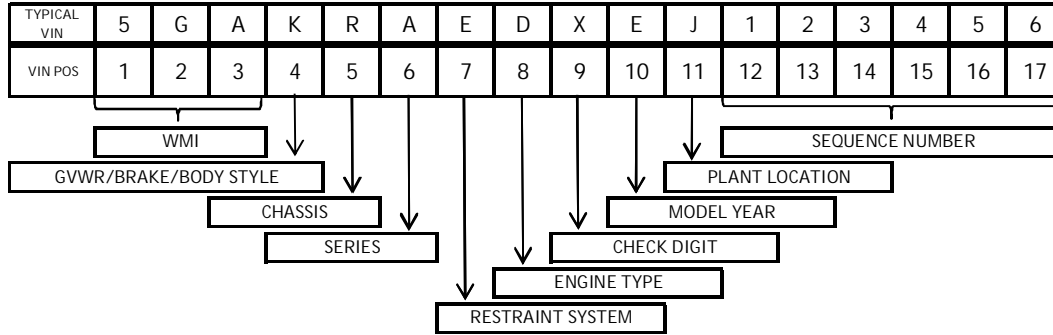 TYPICAL VIN 5 G A K R A E D X E J 1 2 3 4 5 6
VIN POS 1 2 3 4 5 6 7 8 9 10 11 12 13 14 15 16 17
WMI SEQUENCE NUMBER
GVWR/BRAKE/BODY STYLE PLANT LOCATION
CHASSIS MODEL YEAR
SERIES CHECK DIGIT
ENGINE TYPE
RESTRAINT SYSTEM